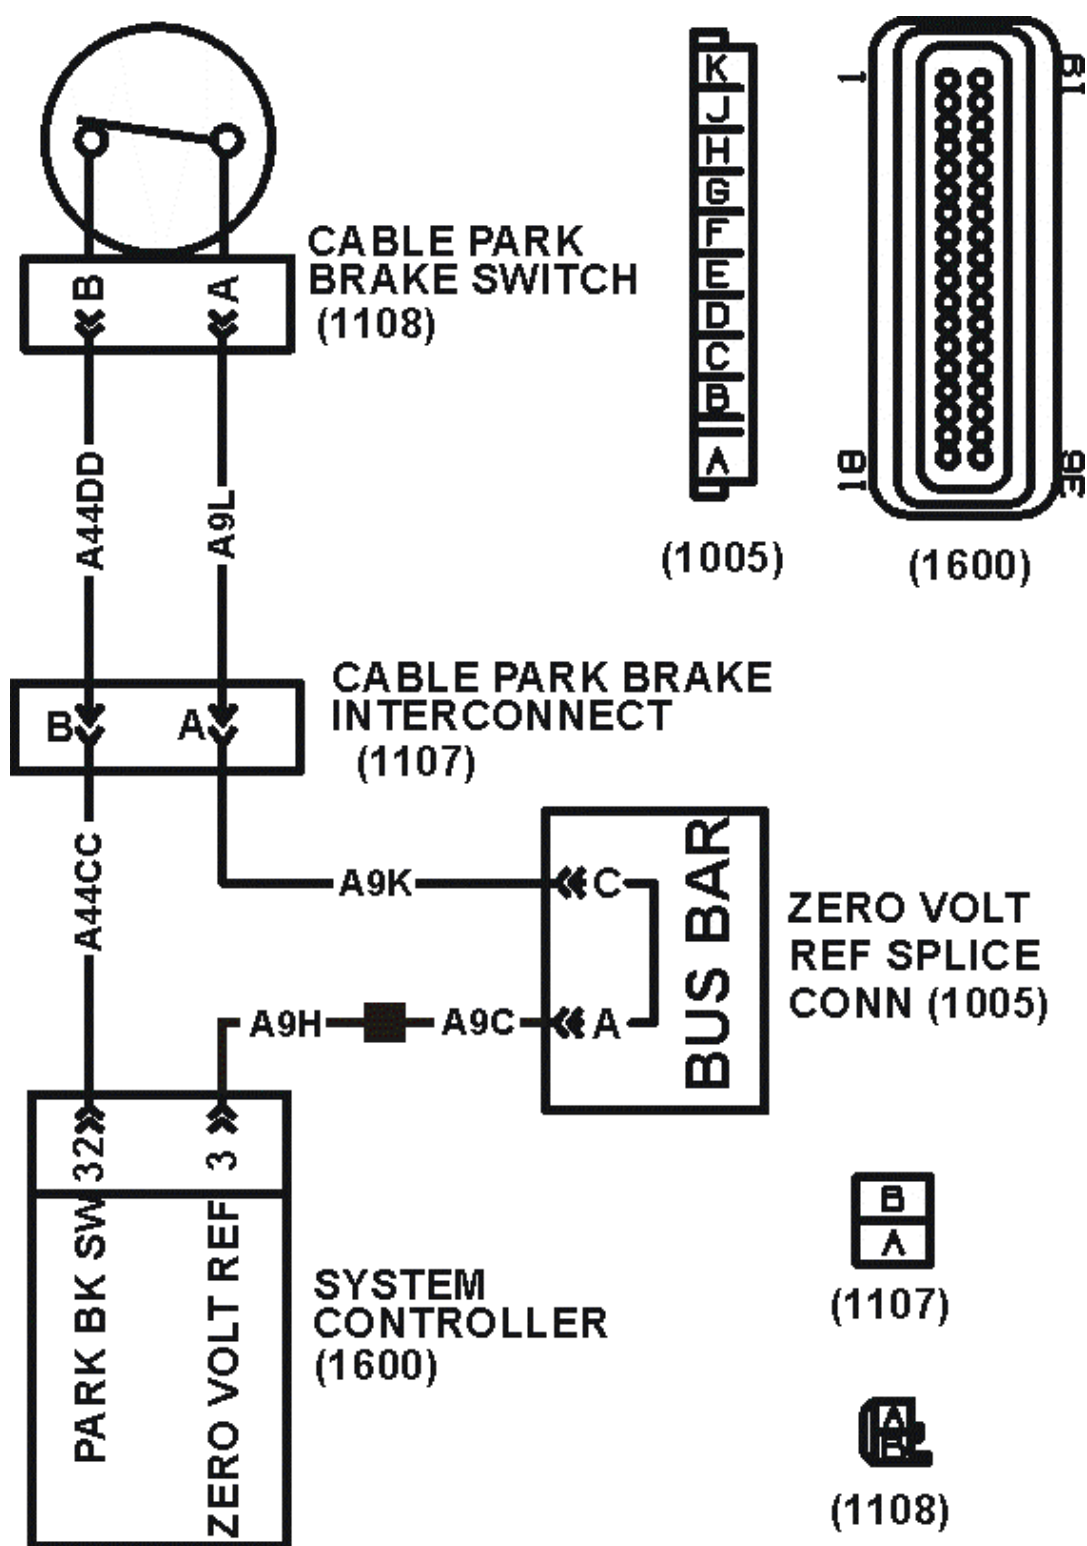 CABLE PARK
BRAKE SWITCH
(1108)
B
A
A44DD
A9L
K
J
H
G
F
E
D
C
B
A
(1005)
1
19
18
36
(1600)
CABLE PARK BRAKE
INTERCONNECT
(1107)
B
A
A44CC
A9K
C
A9H
A9C
A
BUS BAR
ZERO VOLT
REF SPLICE
CONN (1005)
32
3
PARK BK SW
ZERO VOLT REF
SYSTEM
CONTROLLER
(1600)
B
A
(1107)
A
B
(1108)